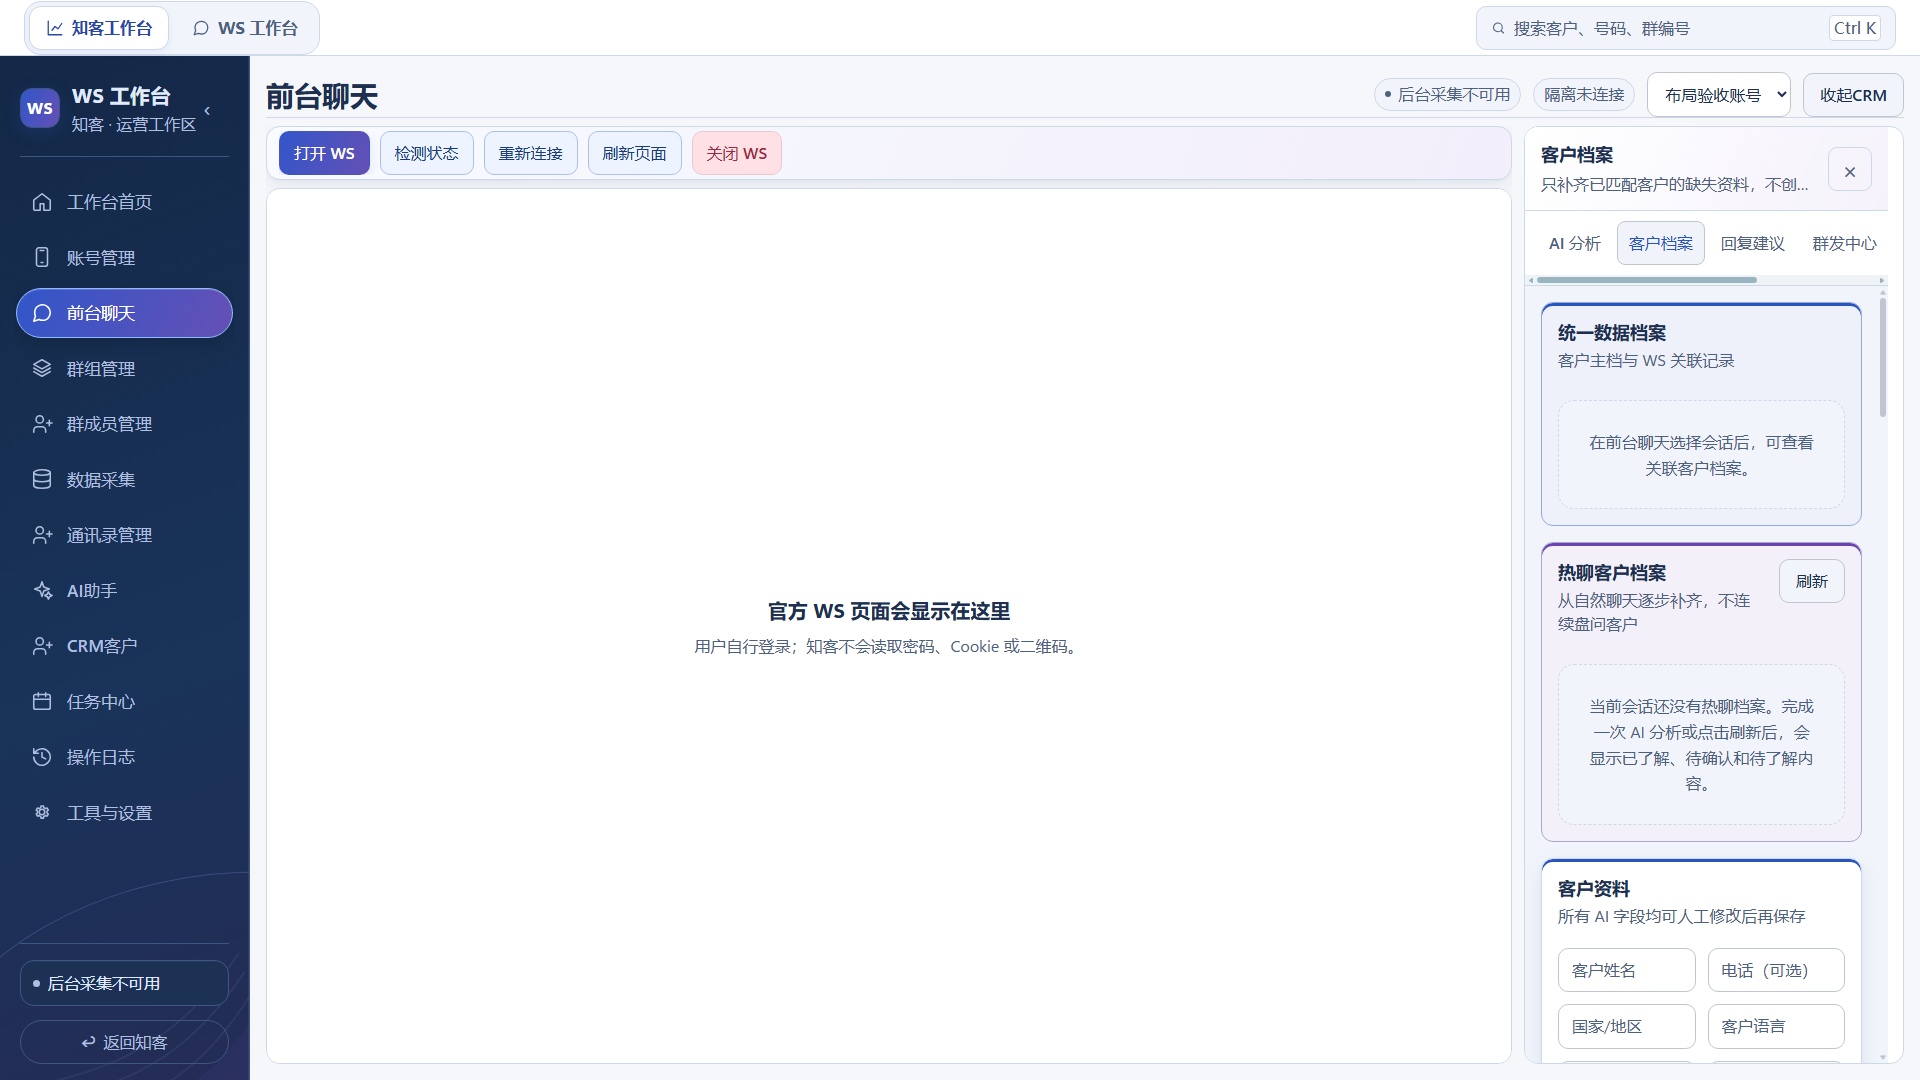 知客工作台
WS 工作台
搜索客户、号码、群编号
Ctrl K
WS
WS 工作台
知客 · 运营工作区
‹
工作台首页
账号管理
前台聊天
群组管理
群成员管理
数据采集
通讯录管理
AI助手
CRM客户
任务中心
操作日志
工具与设置
后台采集不可用
返回知客
前台聊天
后台采集不可用
隔离未连接
布局验收账号
收起CRM
打开 WS
检测状态
重新连接
刷新页面
关闭 WS
官方 WS 页面会显示在这里
用户自行登录；知客不会读取密码、Cookie 或二维码。
客户档案
只补齐已匹配客户的缺失资料，不创...
×
AI 分析
客户档案
回复建议
群发中心
统一数据档案
客户主档与 WS 关联记录
在前台聊天选择会话后，可查看
关联客户档案。
热聊客户档案
从自然聊天逐步补齐，不连
续盘问客户
刷新
当前会话还没有热聊档案。完成
一次 AI 分析或点击刷新后，会
显示已了解、待确认和待了解内
容。
客户资料
所有 AI 字段均可人工修改后再保存
客户姓名
电话（可选）
国家/地区
客户语言